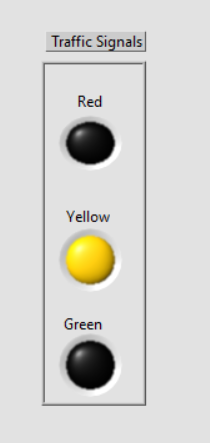 Traffic Signals
Red
Yellow
Green